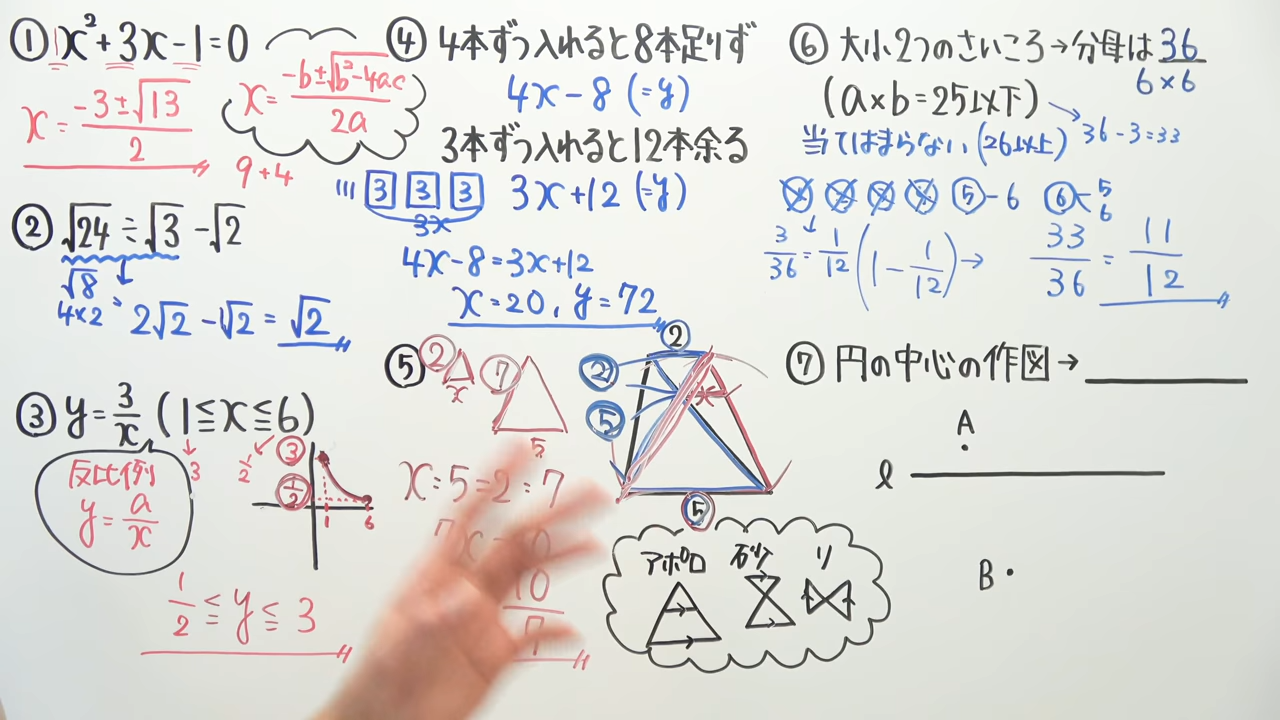 ① x²+3x-1=0
1
x=(-3±√13)/2
x=(-b±√(b²-4ac))/2a
9+4
② √24÷√3-√2
√8
4×2
2√2-1√2=√2
③ y=3/x (1≦x≦6)
3
1/2
反比例
y=a/x
③
1/2
1
6
1/2≦y≦3
④ 4本ずつ入れると8本足りず
4x-8 (=y)
3本ずつ入れると12本余る
3 3 3
3x
3x+12 (=y)
4x-8=3x+12
x=20, y=72
⑤
②
x
⑦
5
2
②
⑤
x
⑤
x:5=2:7
7x
10
7
アポロ
砂
リ
⑥ 大小2つのさいころ→分母は36
6×6
(a×b=25以下)
当てはまらない(26以上)
36-3=33
⑤-6
⑥
5
6
3/36=1/12
(1-1/12)→
33/36=11/12
⑦ 円の中心の作図→
A
ℓ
B